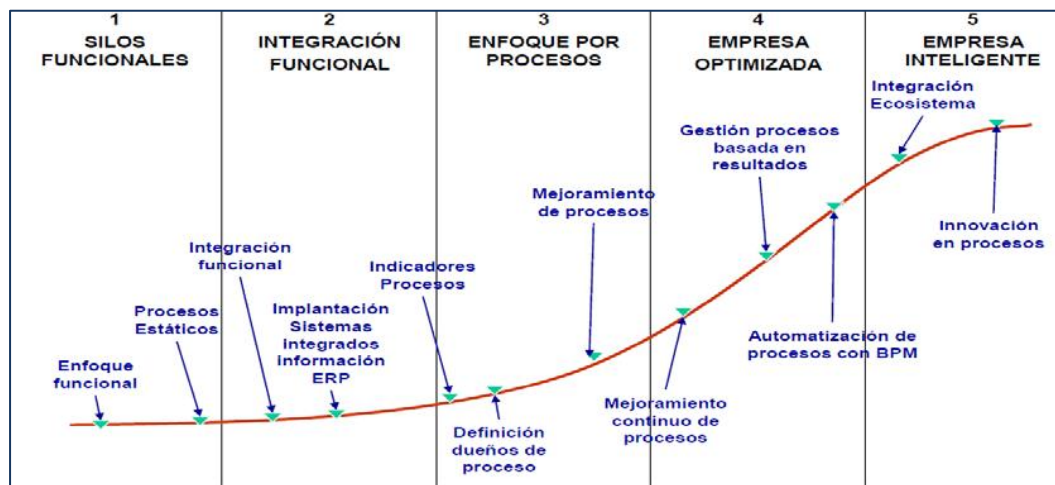 1
SILOS
FUNCIONALES
2
INTEGRACIÓN
FUNCIONAL
3
ENFOQUE POR
PROCESOS
4
EMPRESA
OPTIMIZADA
5
EMPRESA
INTELIGENTE
Enfoque
funcional
Procesos
Estáticos
Integración
funcional
Implantación
Sistemas
integrados
información
ERP
Indicadores
Procesos
Definición
dueños de
proceso
Mejoramiento
de procesos
Mejoramiento
continuo de
procesos
Gestión procesos
basada en
resultados
Automatización de
procesos con BPM
Integración
Ecosistema
Innovación
en procesos